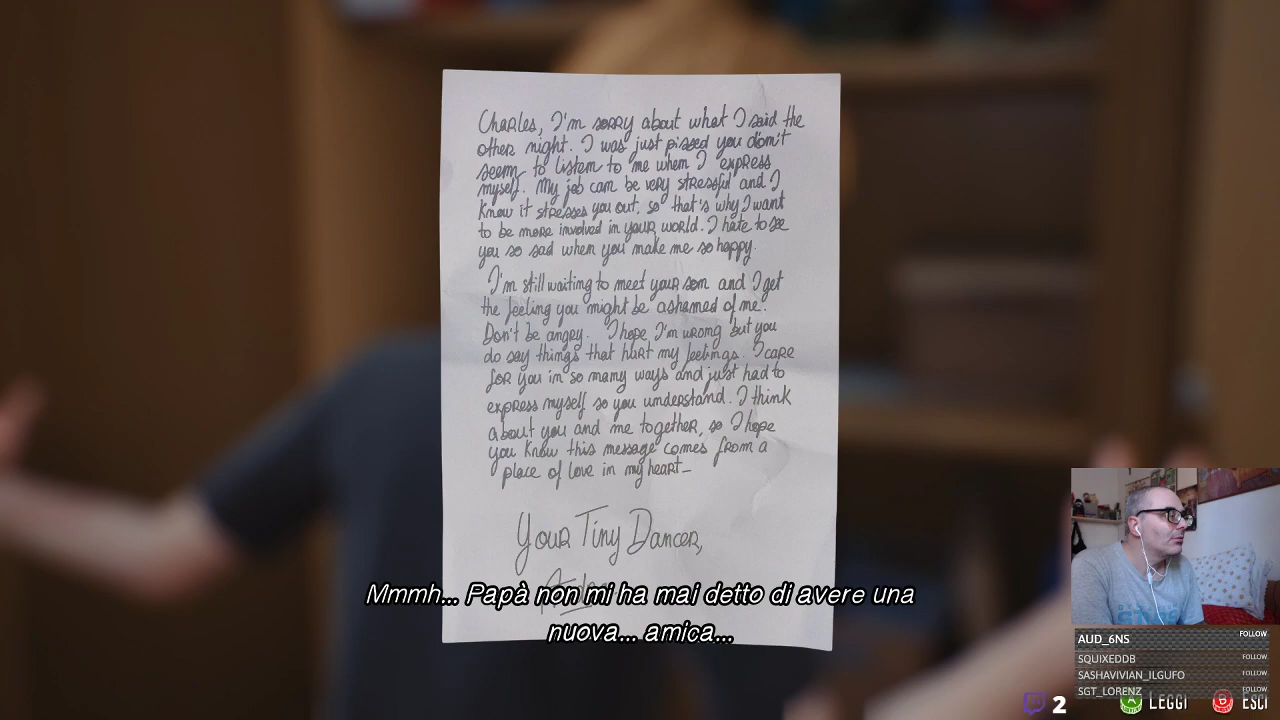 Charles, I'm sorry about what I said the
other night. I was just pissed you don't
seem to listen to me when I express
myself. My job can be very stressful and I
know it stresses you out, so that's why I want
to be more involved in your world. I hate to see
you so sad when you make me so happy.
I'm still waiting to meet your son and I get
the feeling you might be ashamed of me.
Don't be angry. I hope I'm wrong but you
do say things that hurt my feelings. I care
for you in so many ways and just had to
express myself so you understand. I think
about you and me together, so I hope
you know this message comes from a
place of love in my heart—
Your Tiny Dancer,
Mmmh... Papà non mi ha mai detto di avere una
nuova... amica...
AUD_6NS FOLLOW
SQUIXEDDB FOLLOW
SASHAVIVIAN_ILGUFO FOLLOW
SGT_LORENZ FOLLOW
2 A LEGGI B ESCI